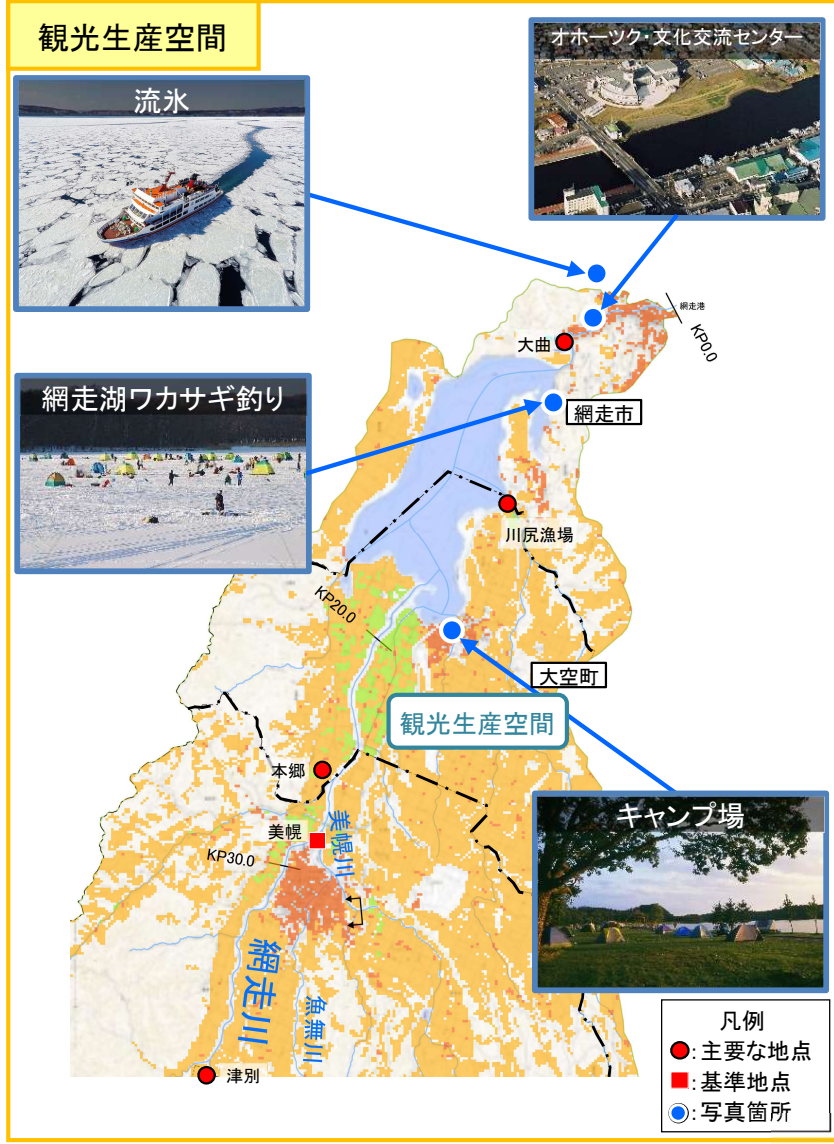 観光生産空間
オホーツク・文化交流センター
流氷
網走港
KP0.0
大曲
網走湖ワカサギ釣り
網走市
川尻漁場
KP20.0
大空町
観光生産空間
本郷
美幌
美幌川
KP30.0
キャンプ場
網走川
魚無川
津別
凡例
:主要な地点
:基準地点
:写真箇所